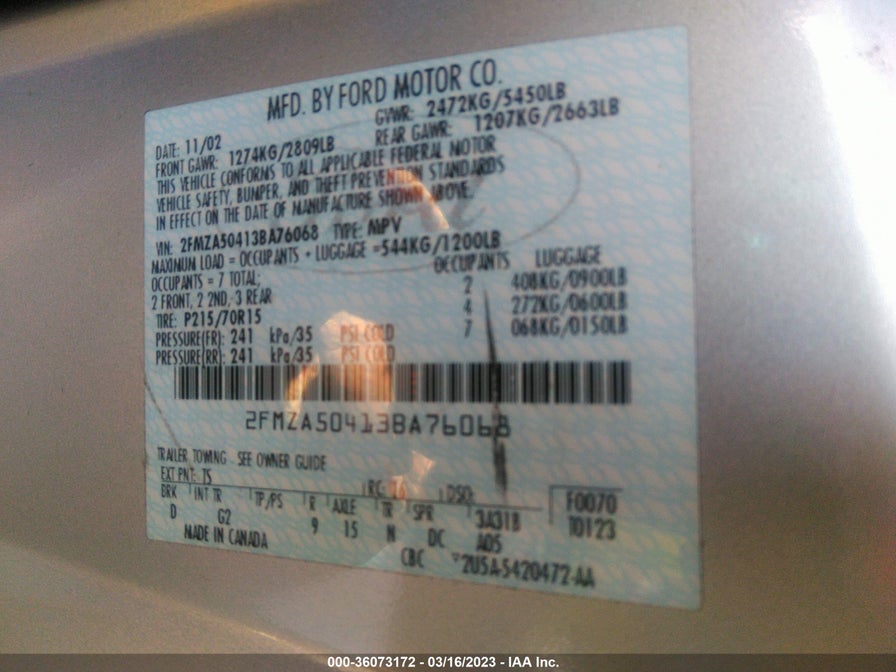 MFD. BY FORD MOTOR CO.
DATE: 11/02 GVWR: 2472KG/5450LB
FRONT GAWR: 1274KG/2809LB REAR GAWR: 1207KG/2663LB
THIS VEHICLE CONFORMS TO ALL APPLICABLE FEDERAL MOTOR
VEHICLE SAFETY, BUMPER, AND THEFT PREVENTION STANDARDS
IN EFFECT ON THE DATE OF MANUFACTURE SHOWN ABOVE.
VIN: 2FMZA50413BA76068 TYPE: MPV
MAXIMUM LOAD = OCCUPANTS + LUGGAGE =544KG/1200LB
OCCUPANTS = 7 TOTAL; OCCUPANTS LUGGAGE
2 FRONT, 2 2ND, 3 REAR 2 408KG/0900LB
TIRE: P215/70R15 4 272KG/0600LB
PRESSURE(FR): 241 kPa/35 PSI COLD 7 068KG/0150LB
PRESSURE(RR): 241 kPa/35 PSI COLD
2FMZA50413BA76068
TRAILER TOWING SEE OWNER GUIDE
EXT PNT: TS RC: 26 DSO: F0070
BRK INT TR TP/PS R AXLE TR SPR 3A31B T0123
D G2 9 15 N DC A05
MADE IN CANADA CBC 2U5A-5420472-AA
000-36073172 - 03/16/2023 - IAA Inc.